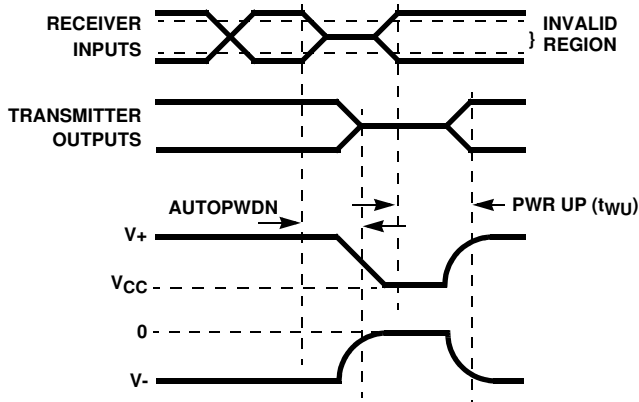 RECEIVER
INPUTS
} INVALID
REGION
TRANSMITTER
OUTPUTS
AUTOPWDN
PWR UP (tWU)
V+
VCC
0
V-